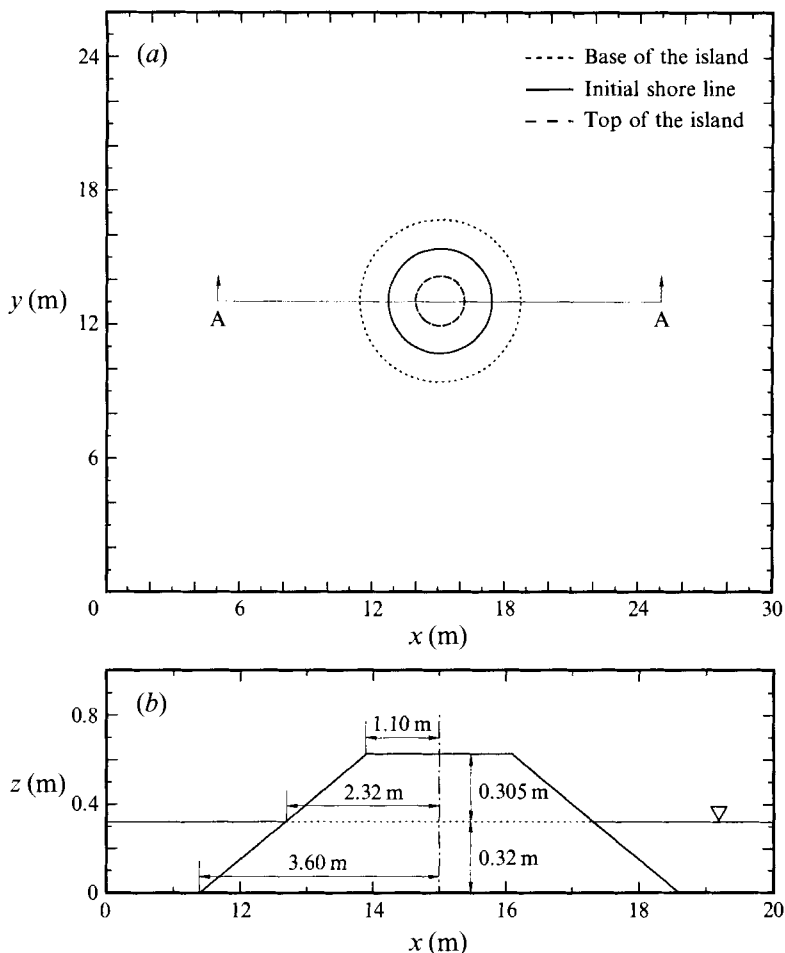 (a)
Base of the island
Initial shore line
Top of the island
24
18
12
6
0
y (m)
A
A
6
12
18
24
30
x (m)
(b)
0.8
0.4
0
z (m)
1.10 m
2.32 m
3.60 m
0.305 m
0.32 m
0
12
14
16
18
20
x (m)